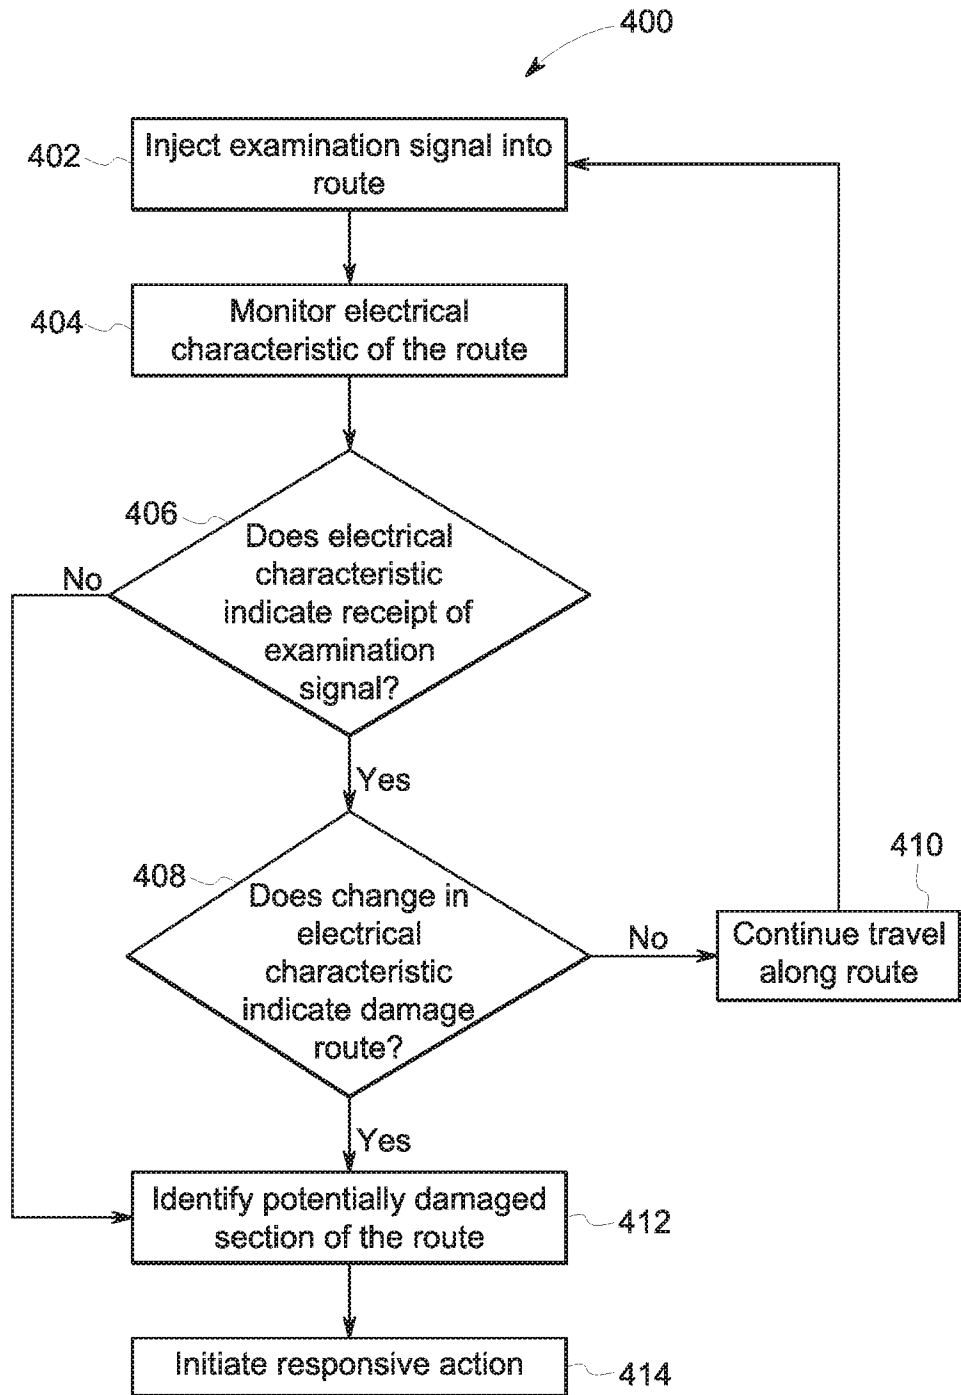 400
402
Inject examination signal into
route
404
Monitor electrical
characteristic of the route
406
Does electrical
characteristic
indicate receipt of
examination
signal?
No
Yes
408
Does change in
electrical
characteristic
indicate damage
route?
No
410
Continue travel
along route
Yes
Identify potentially damaged
section of the route
412
Initiate responsive action
414